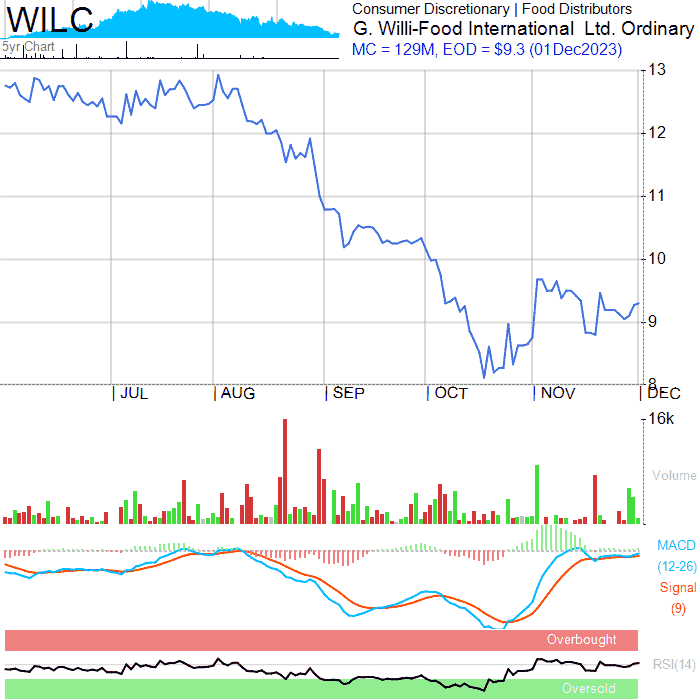 WILC
5yr Chart
Consumer Discretionary | Food Distributors
G. Willi-Food International  Ltd. Ordinary
MC = 129M, EOD = $9.3 (01Dec2023)
13
12
11
10
9
8
JUL
AUG
SEP
OCT
NOV
DEC
16k
Volume
MACD
(12-26)
Signal
(9)
Overbought
RSI(14)
Oversold